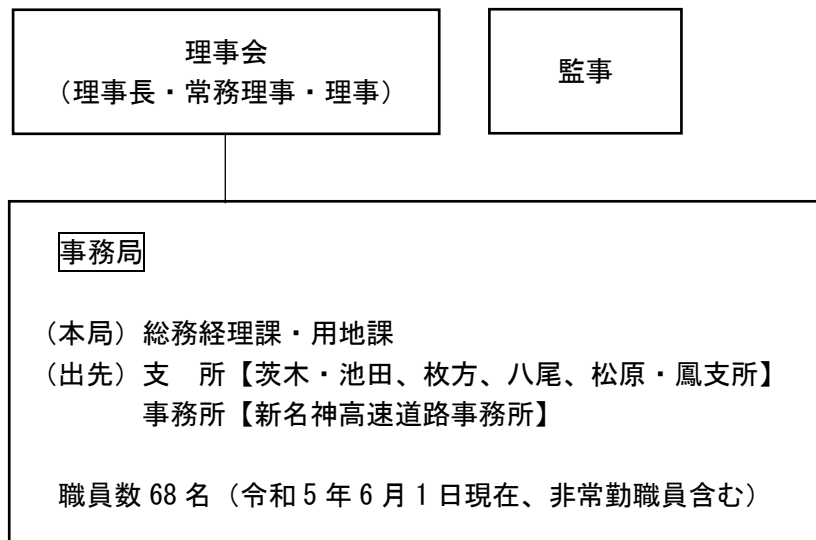 理事会
（理事長・常務理事・理事）
監事
事務局
（本局）総務経理課・用地課
（出先）支　所【茨木・池田、枚方、八尾、松原・鳳支所】
事務所【新名神高速道路事務所】
職員数 68 名（令和 5 年 6 月 1 日現在、非常勤職員含む）